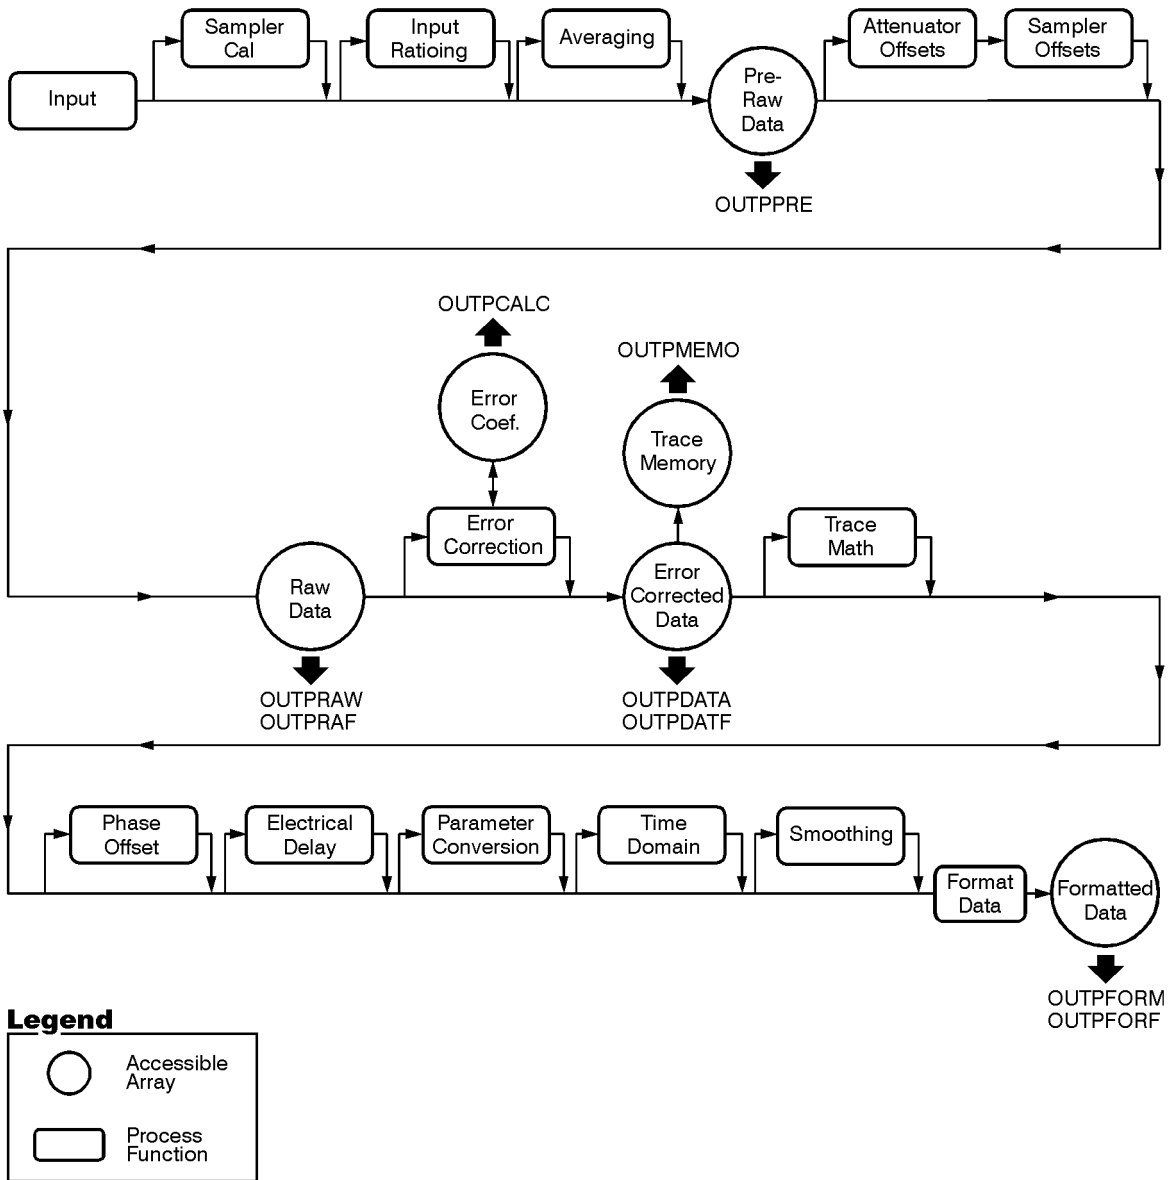 Input
Sampler
Cal
Input
Ratioing
Averaging
Pre-
Raw
Data
Attenuator
Offsets
Sampler
Offsets
OUTPPRE
OUTPCALC
Error
Coef.
OUTPMEMO
Trace
Memory
Error
Correction
Trace
Math
Raw
Data
Error
Corrected
Data
OUTPRAW
OUTPRAF
OUTPDATA
OUTPDATF
Phase
Offset
Electrical
Delay
Parameter
Conversion
Time
Domain
Smoothing
Format
Data
Formatted
Data
OUTPFORM
OUTPFORF
Legend
Accessible
Array
Process
Function